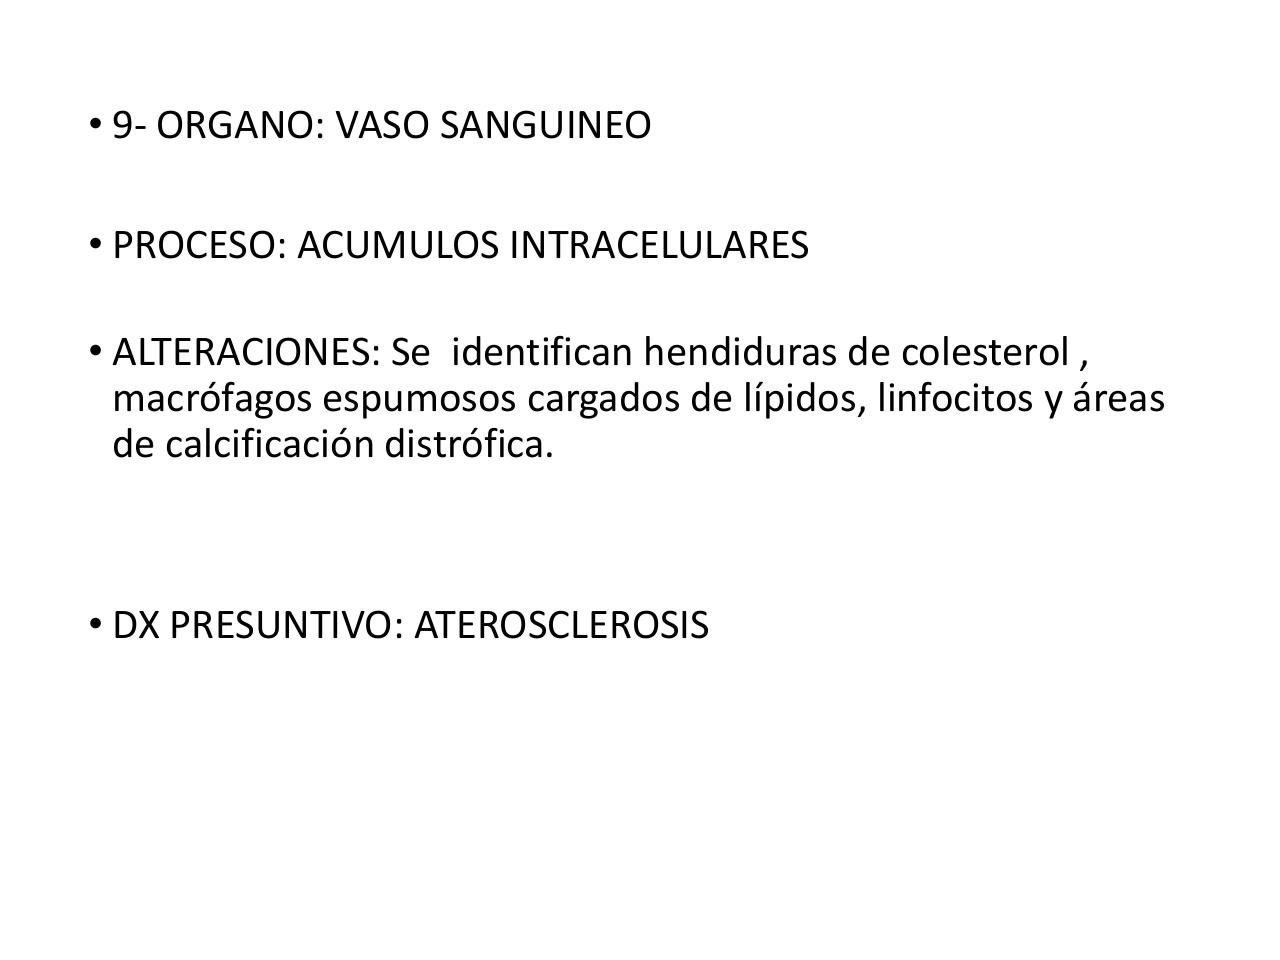 • 9- ORGANO: VASO SANGUINEO
• PROCESO: ACUMULOS INTRACELULARES
• ALTERACIONES: Se  identifican hendiduras de colesterol ,
macrófagos espumosos cargados de lípidos, linfocitos y áreas
de calcificación distrófica.
• DX PRESUNTIVO: ATEROSCLEROSIS